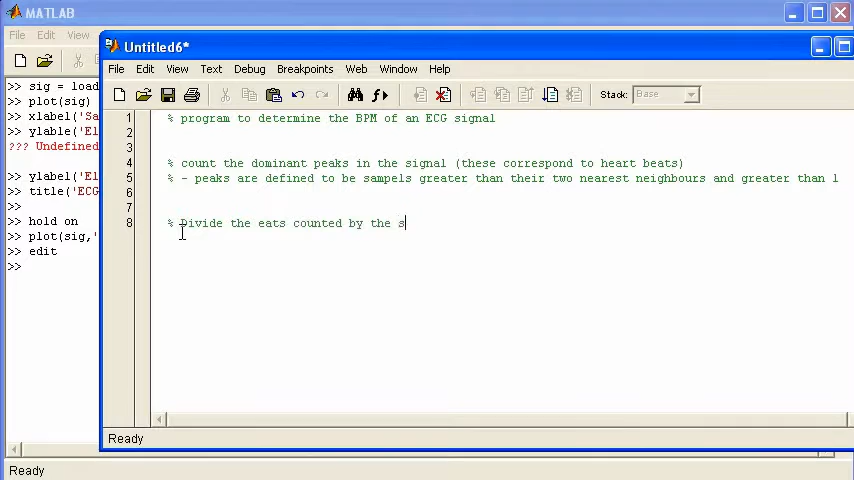 MATLAB
File Edit View
>> sig = load
>> plot(sig)
>> xlabel('Sa
>> ylable('El
??? Undefined
>> ylabel('El
>> title('ECG
>>
>> hold on
>> plot(sig,'
>> edit
>>
Ready
Untitled6*
File Edit View Text Debug Breakpoints Web Window Help
Stack: Base
1 % program to determine the BPM of an ECG signal
2
3
4 % count the dominant peaks in the signal (these correspond to heart beats)
5 % - peaks are defined to be sampels greater than their two nearest neighbours and greater than 1
6
7
8 % Divide the eats counted by the s
Ready